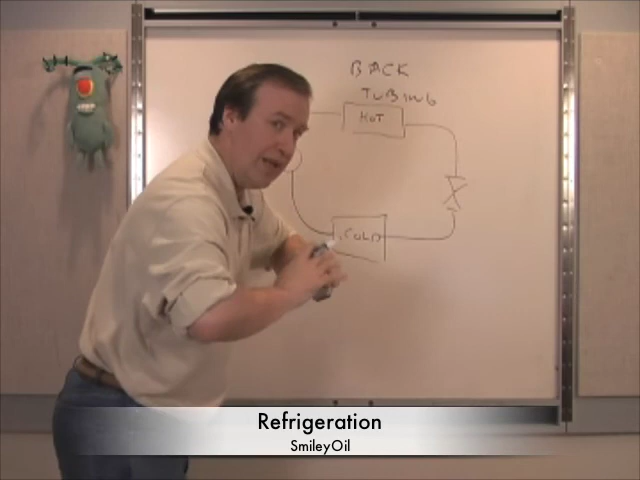 BACK
TUBING
HOT
COLD
Refrigeration
SmileyOil